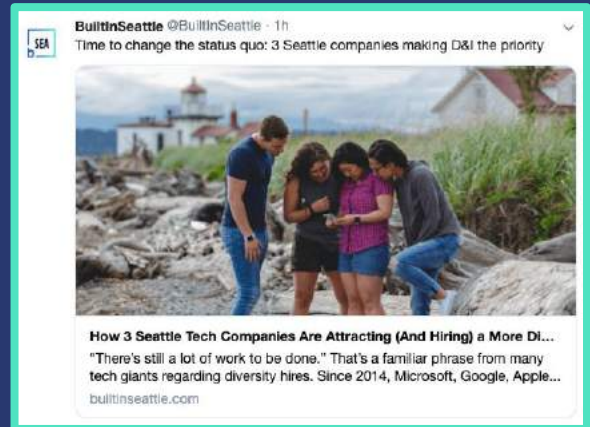 BuiltInSeattle @BuiltInSeattle · 1h
SEA
b
Time to change the status quo: 3 Seattle companies making D&I the priority
How 3 Seattle Tech Companies Are Attracting (And Hiring) a More Di...
"There's still a lot of work to be done." That's a familiar phrase from many
tech giants regarding diversity hires. Since 2014, Microsoft, Google, Apple...
builtinseattle.com